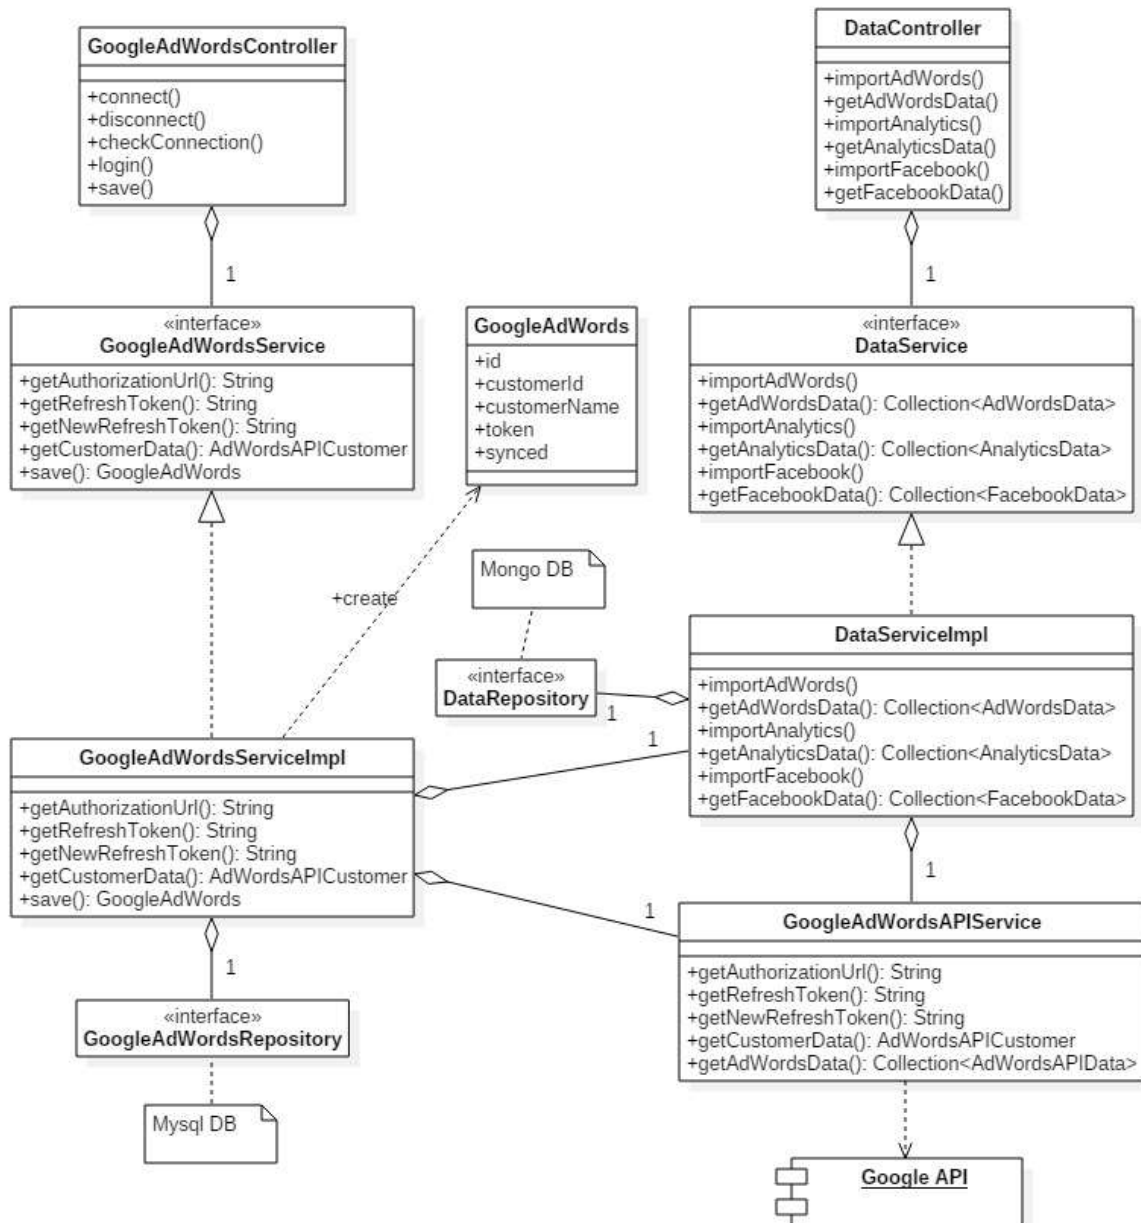 GoogleAdWordsController
+connect()
+disconnect()
+checkConnection()
+login()
+save()
1
DataController
+importAdWords()
+getAdWordsData()
+importAnalytics()
+getAnalyticsData()
+importFacebook()
+getFacebookData()
1
«interface»
GoogleAdWordsService
+getAuthorizationUrl(): String
+getRefreshToken(): String
+getNewRefreshToken(): String
+getCustomerData(): AdWordsAPICustomer
+save(): GoogleAdWords
GoogleAdWords
+id
+customerId
+customerName
+token
+synced
«interface»
DataService
+importAdWords()
+getAdWordsData(): Collection<AdWordsData>
+importAnalytics()
+getAnalyticsData(): Collection<AnalyticsData>
+importFacebook()
+getFacebookData(): Collection<FacebookData>
+create
Mongo DB
«interface»
DataRepository
1
DataServiceImpl
+importAdWords()
+getAdWordsData(): Collection<AdWordsData>
+importAnalytics()
+getAnalyticsData(): Collection<AnalyticsData>
+importFacebook()
+getFacebookData(): Collection<FacebookData>
1
1
GoogleAdWordsServiceImpl
+getAuthorizationUrl(): String
+getRefreshToken(): String
+getNewRefreshToken(): String
+getCustomerData(): AdWordsAPICustomer
+save(): GoogleAdWords
1
1
GoogleAdWordsAPIService
+getAuthorizationUrl(): String
+getRefreshToken(): String
+getNewRefreshToken(): String
+getCustomerData(): AdWordsAPICustomer
+getAdWordsData(): Collection<AdWordsAPIData>
«interface»
GoogleAdWordsRepository
Mysql DB
Google API